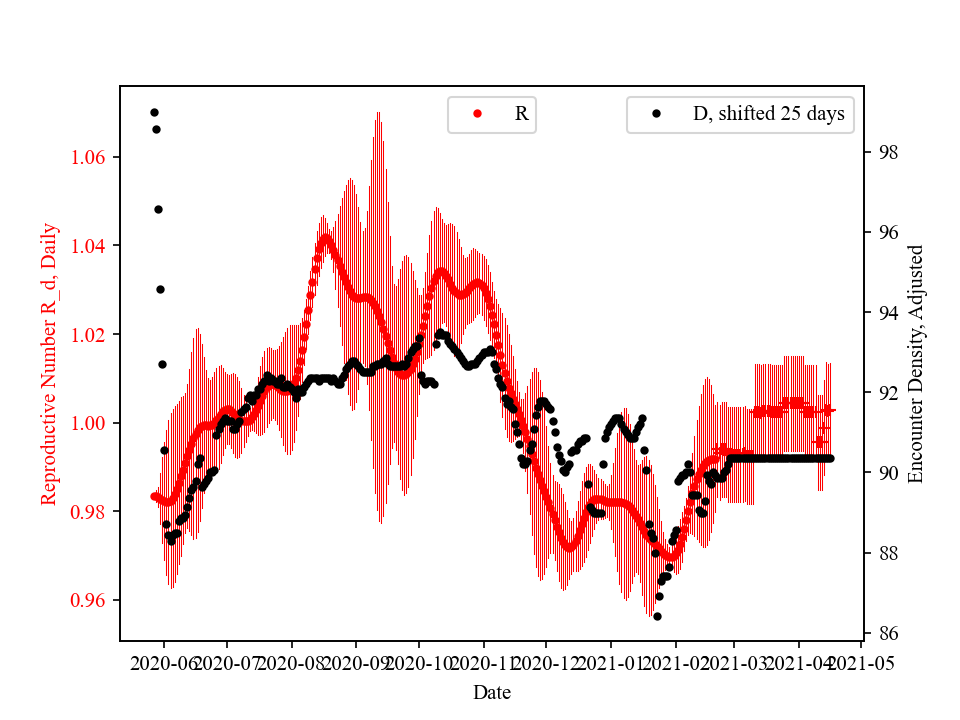 R
D, shifted 25 days
1.06
1.04
1.02
1.00
0.98
0.96
Reproductive Number R_d, Daily
98
96
94
92
90
88
86
Encounter Density, Adjusted
2020-06 2020-07 2020-08 2020-09 2020-10 2020-11 2020-12 2021-01 2021-02 2021-03 2021-04 2021-05
Date